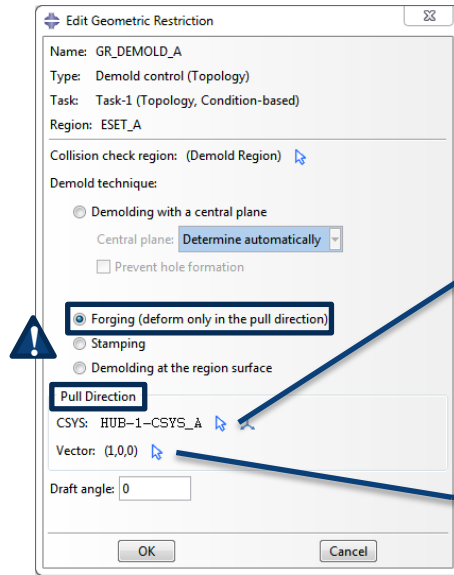 Edit Geometric Restriction
Name: GR_DEMOLD_A
Type: Demold control (Topology)
Task: Task-1 (Topology, Condition-based)
Region: ESET_A
Collision check region: (Demold Region)
Demold technique:
Demolding with a central plane
Central plane: Determine automatically
Prevent hole formation
Forging (deform only in the pull direction)
Stamping
Demolding at the region surface
Pull Direction
CSYS: HUB-1-CSYS_A
Vector: (1,0,0)
Draft angle: 0
OK Cancel